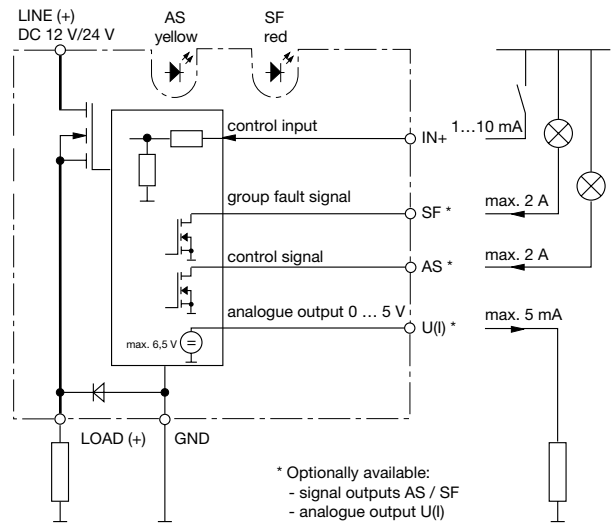 LINE (+)
DC 12 V/24 V
AS
yellow
SF
red
control input
IN+
1…10 mA
group fault signal
SF *
max. 2 A
control signal
AS *
max. 2 A
analogue output 0 … 5 V
U(I) *
max. 5 mA
max. 6,5 V
LOAD (+)
GND
* Optionally available:
- signal outputs AS / SF
- analogue output U(I)